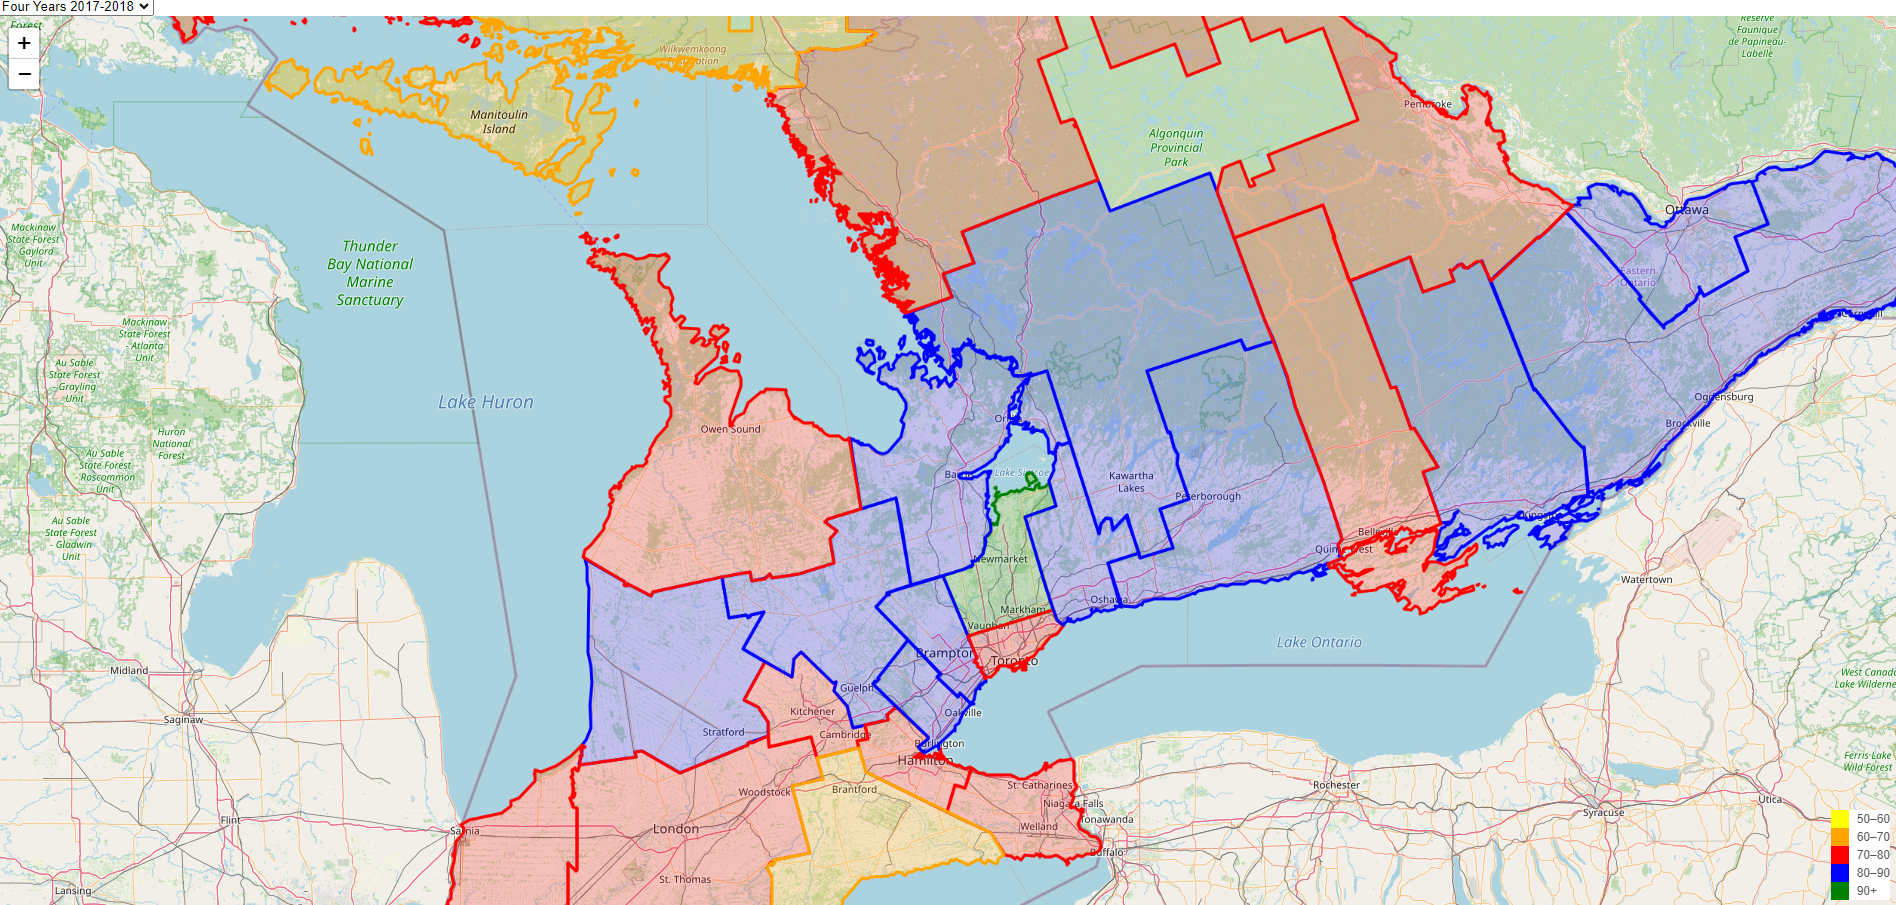 Four Years 2017-2018
Forest
+
−
Wiikwemkoong
Reserve
Faunique
de Papineau-
Labelle
Manitoulin
Island
Pembroke
Algonquin
Provincial
Park
Mackinaw
State Forest
- Gaylord
Unit-
Thunder
Bay National
Marine
Sanctuary
Ottawa
Eastern
Ontario
Cornwall
Mackinaw
State Forest
- Atlanta
Unit
Au Sable
State Forest
- Grayling
Unit
Lake Huron
Ogdensburg
Brockville
Owen Sound
Huron
National
Forest
Au Sable
State Forest
- Roscommon
Unit
Lake Simcoe
Kawartha
Lakes
Peterborough
Au Sable
State Forest
- Gladwin
Unit
Belleville
Quinte West
Newmarket
Watertown
Oshawa
Markham
Vaughan
Lake Ontario
Midland
Brampton
Toronto
West Canada
Lake Wilderness
Guelph
Saginaw
Kitchener
Oakville
Stratford
Cambridge
Burlington
Hamilton
Ferris Lake
Wild Forest
Woodstock
Brantford
St. Catharines
Rochester
Utica
Niagara Falls
Syracuse
Flint
Sarnia
London
Welland
Tonawanda
Buffalo
St. Thomas
Lansing
50–60
60–70
70–80
80–90
90+